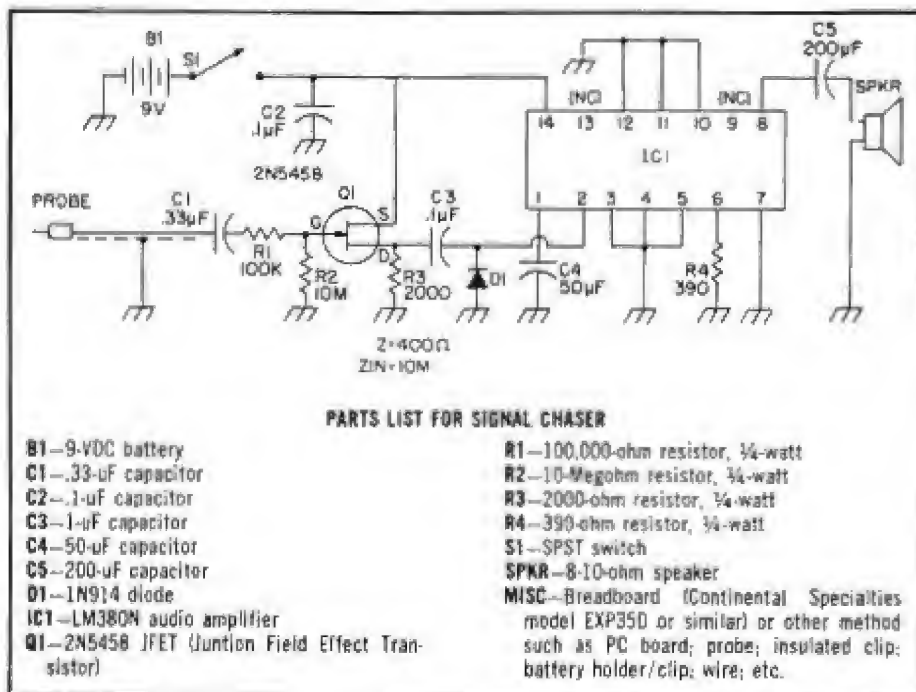 B1
S1
9V
C2
.1µF
2N5458
PROBE
C1
.33µF
R1
100K
Q1
G
S
D
R2
10M
R3
2000
C3
.1µF
D1
Z=400Ω
ZIN=10M
(NC)
(NC)
14 13 12 11 10 9 8
IC1
1 2 3 4 5 6 7
C4
50µF
R4
390
C5
200µF
SPKR
PARTS LIST FOR SIGNAL CHASER
B1—9-VDC battery
C1—.33-uF capacitor
C2—.1-uF capacitor
C3—.1-uF capacitor
C4—50-uF capacitor
C5—200-uF capacitor
D1—1N914 diode
IC1—LM380N audio amplifier
Q1—2N5458 JFET (Juntion Field Effect Tran-
sistor)
R1—100,000-ohm resistor, ¼-watt
R2—10-Megohm resistor, ¼-watt
R3—2000-ohm resistor, ¼-watt
R4—390-ohm resistor, ¼-watt
S1—SPST switch
SPKR—8-10-ohm speaker
MISC—Breadboard (Continental Specialties
model EXP350 or similar) or other method
such as PC board; probe; insulated clip;
battery holder/clip; wire; etc.